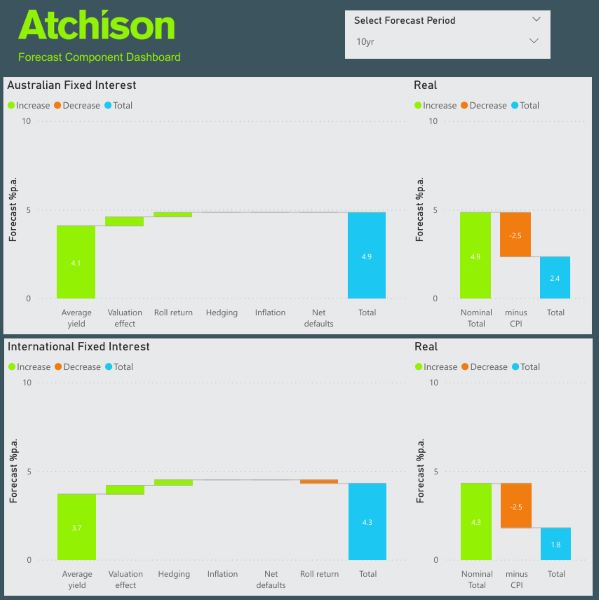 Atchison
Forecast Component Dashboard
Select Forecast Period
10yr
Australian Fixed Interest
Increase Decrease Total
Forecast %p.a.
10
5
0
4.1
4.9
Average yield
Valuation effect
Roll return
Hedging
Inflation
Net defaults
Total
Real
Increase Decrease Total
Forecast %p.a.
10
5
0
4.9
-2.5
2.4
Nominal Total
minus CPI
Total
International Fixed Interest
Increase Decrease Total
Forecast %p.a.
10
5
0
3.7
4.3
Average yield
Valuation effect
Hedging
Inflation
Net defaults
Roll return
Total
Real
Increase Decrease Total
Forecast %p.a.
10
5
0
4.3
-2.5
1.8
Nominal Total
minus CPI
Total